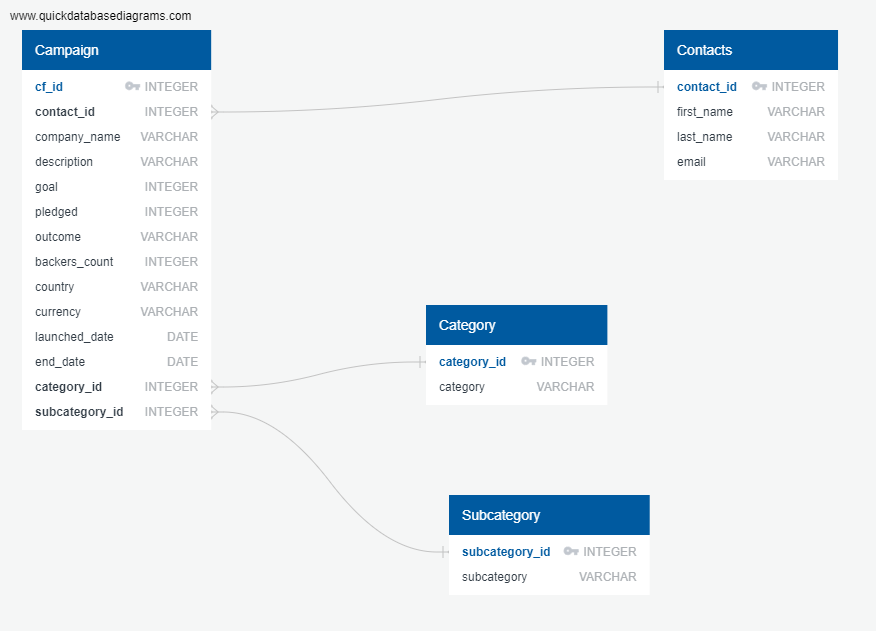 www.quickdatabasediagrams.com
Campaign
cf_id INTEGER
contact_id INTEGER
company_name VARCHAR
description VARCHAR
goal INTEGER
pledged INTEGER
outcome VARCHAR
backers_count INTEGER
country VARCHAR
currency VARCHAR
launched_date DATE
end_date DATE
category_id INTEGER
subcategory_id INTEGER
Contacts
contact_id INTEGER
first_name VARCHAR
last_name VARCHAR
email VARCHAR
Category
category_id INTEGER
category VARCHAR
Subcategory
subcategory_id INTEGER
subcategory VARCHAR